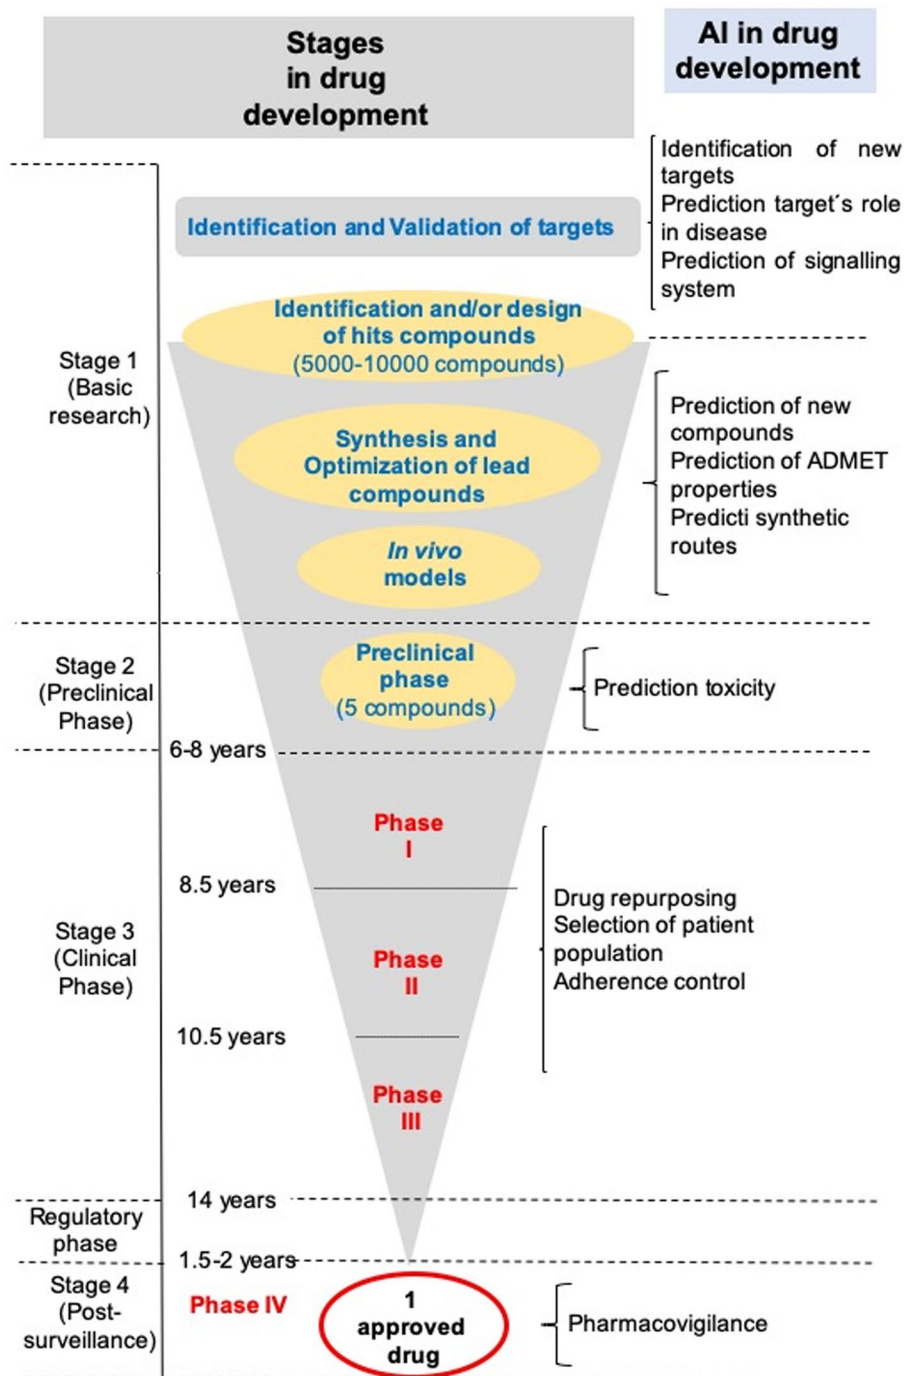 Stages
in drug
development
AI in drug
development
Identification of new
targets
Prediction target´s role
in disease
Prediction of signalling
system
Identification and Validation of targets
Identification and/or design
of hits compounds
(5000-10000 compounds)
Stage 1
(Basic
research)
Synthesis and
Optimization of lead
compounds
In vivo
models
Prediction of new
compounds
Prediction of ADMET
properties
Predicti synthetic
routes
Stage 2
(Preclinical
Phase)
Preclinical
phase
(5 compounds)
Prediction toxicity
6-8 years
Phase
I
8.5 years
Stage 3
(Clinical
Phase)
Phase
II
Drug repurposing
Selection of patient
population
Adherence control
10.5 years
Phase
III
14 years
Regulatory
phase
1.5-2 years
Stage 4
(Post-
surveillance)
Phase IV
1
approved
drug
Pharmacovigilance